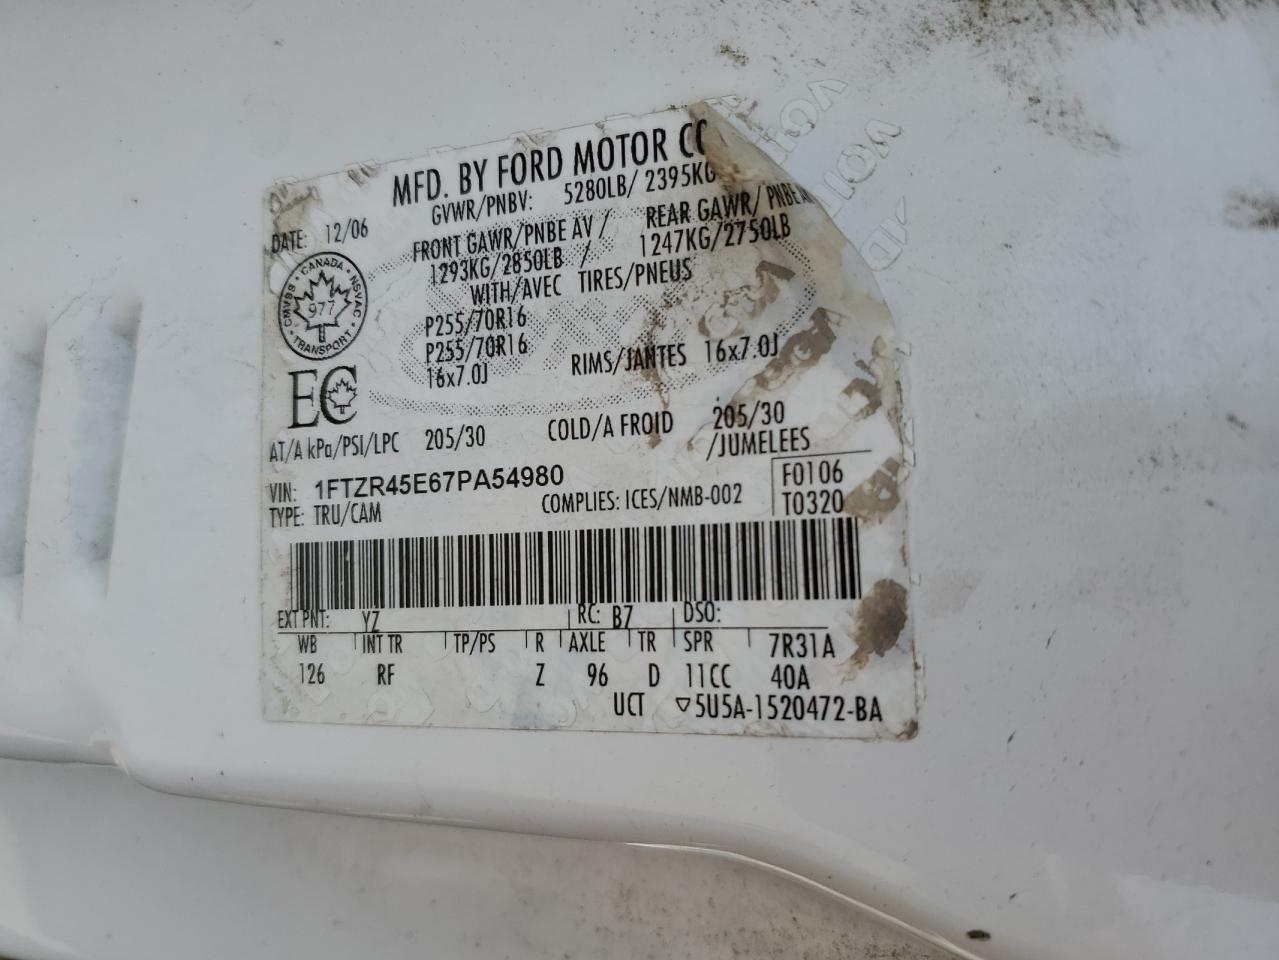 MFD. BY FORD MOTOR CO
GVWR/PNBV: 5280LB/ 2395KG
DATE: 12/06
FRONT GAWR/PNBE AV / REAR GAWR/ PNBE A
1293KG/2850LB / 1247KG/2750LB
WITH/AVEC TIRES/PNEUS
CANADA
CMVSS NSVAC
977
TRANSPORT
P255/70R16
P255/70R16
16x7.0J RIMS/JANTES 16x7.0J
EC
AT/A kPa/PSI/LPC 205/30 COLD/A FROID 205/30
/JUMELEES
VIN: 1FTZR45E67PA54980
TYPE: TRU/CAM COMPLIES: ICES/NMB-002
F0106
T0320
EXT PNT: YZ RC: B7 DSO:
WB INT TR TP/PS R AXLE TR SPR 7R31A
126 RF Z 96 D 11CC 40A
UCT ▽5U5A-1520472-BA